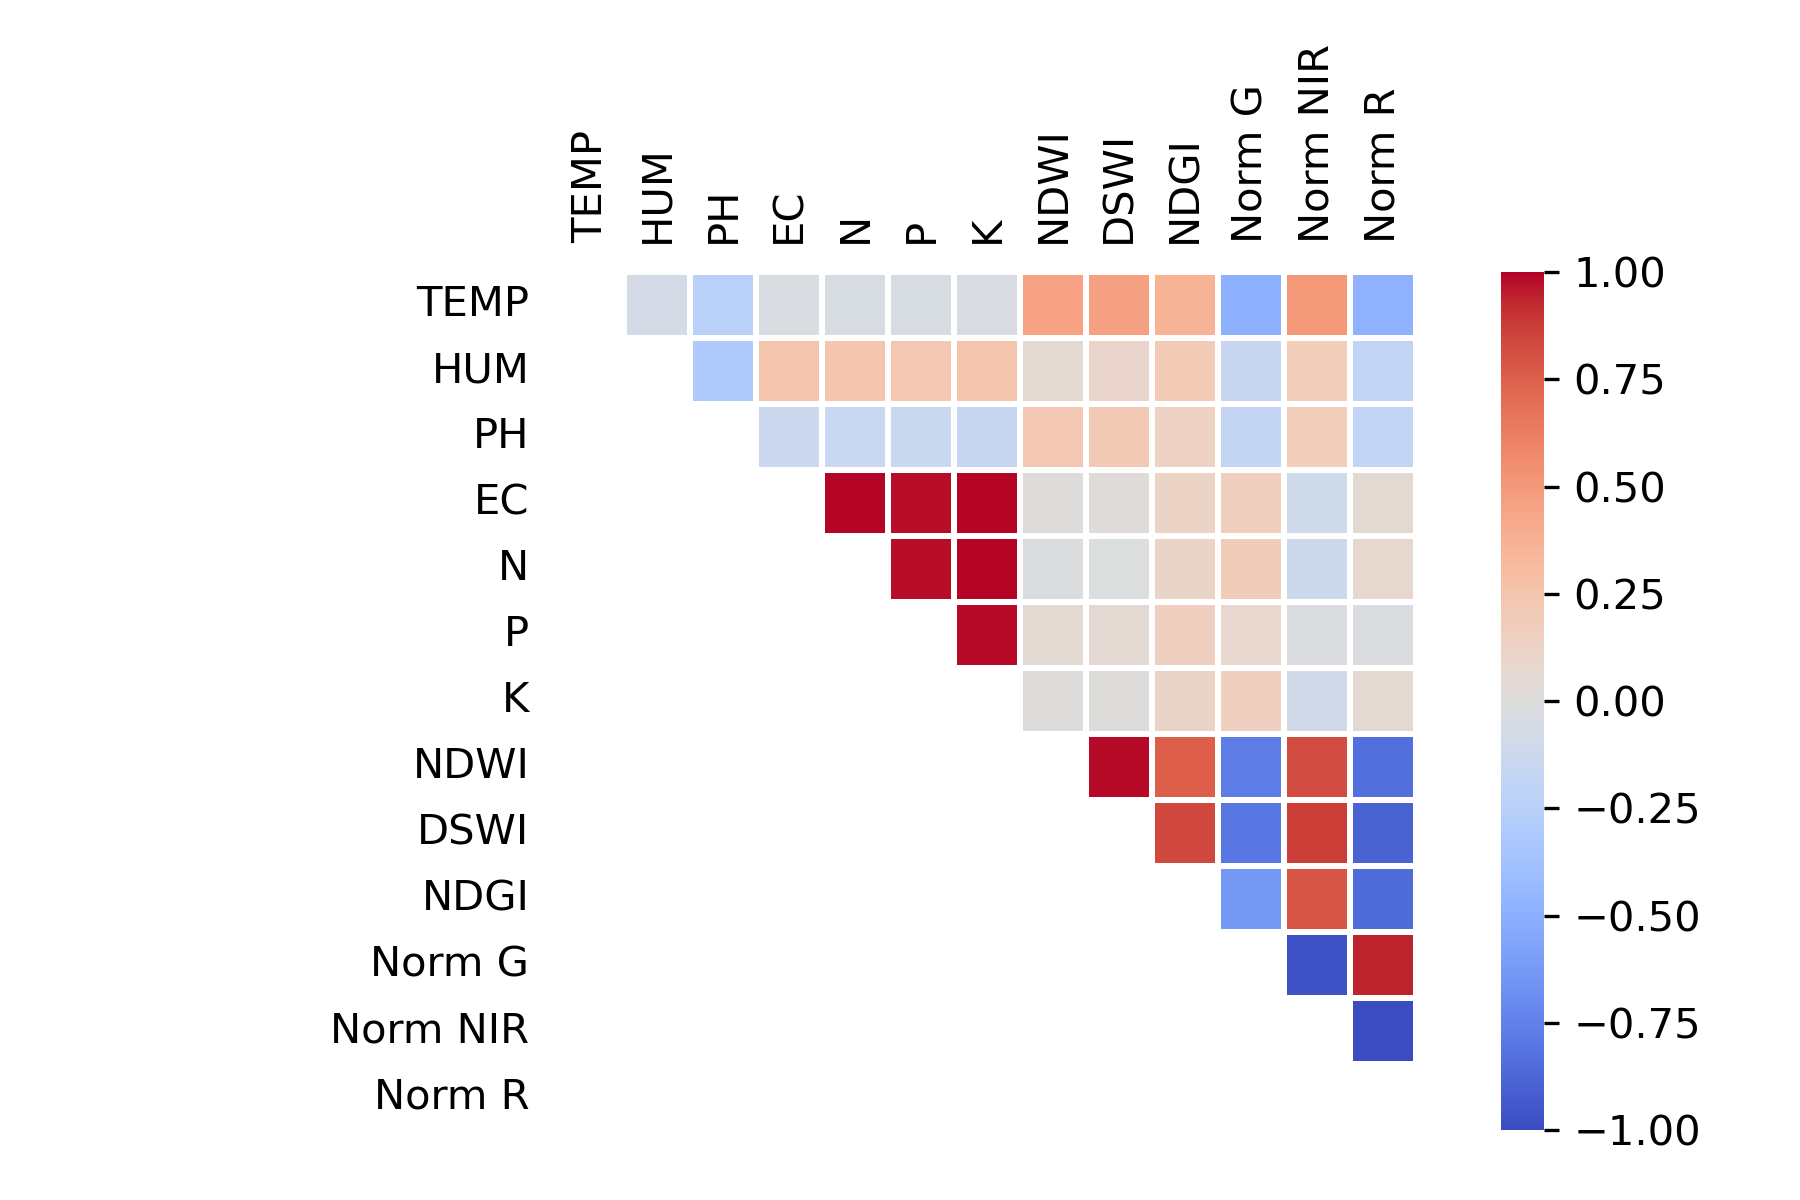 TEMP
HUM
PH
EC
N
P
K
NDWI
DSWI
NDGI
Norm G
Norm NIR
Norm R
TEMP
HUM
PH
EC
N
P
K
NDWI
DSWI
NDGI
Norm G
Norm NIR
Norm R
1.00
0.75
0.50
0.25
0.00
−0.25
−0.50
−0.75
−1.00